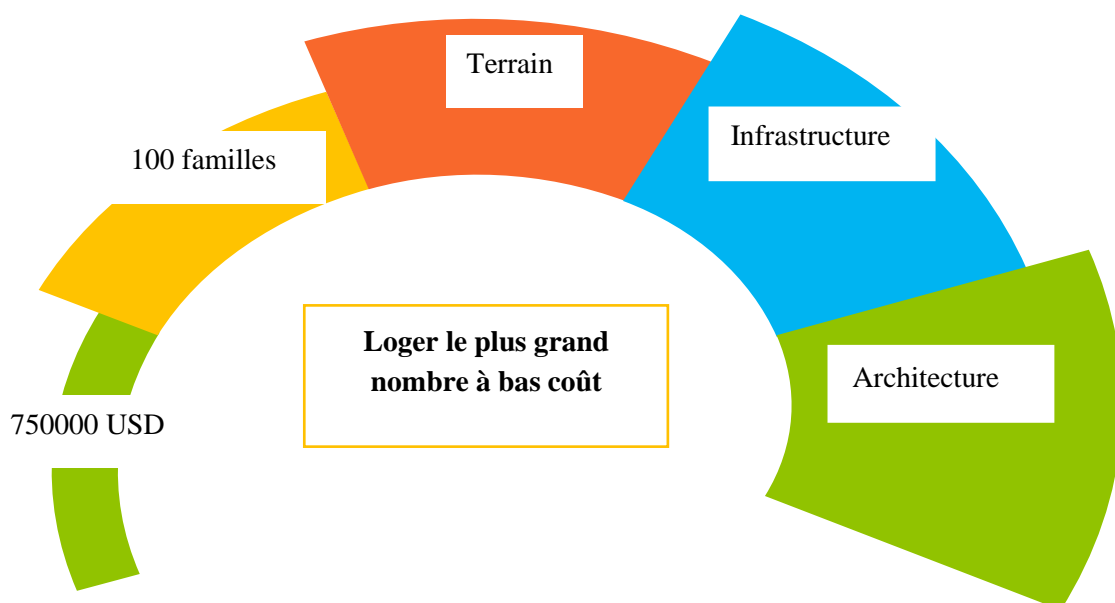 Terrain
Infrastructure
100 familles
Loger le plus grand
nombre à bas coût
Architecture
750000 USD